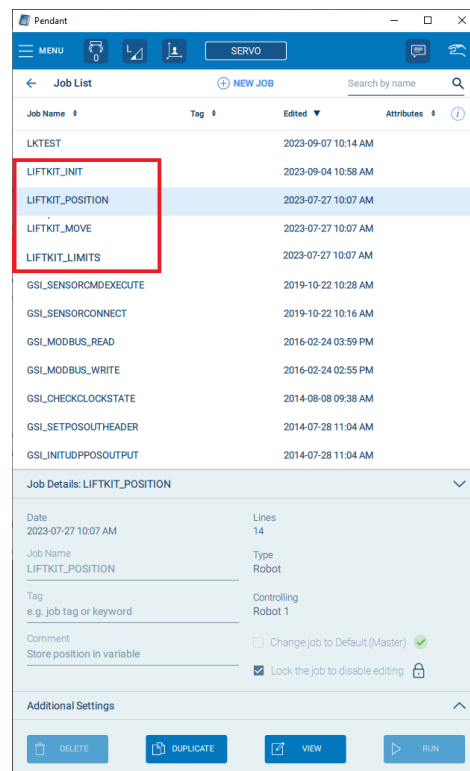 Pendant
MENU 0 L SERVO
Job List NEW JOB Search by name
Job Name Tag Edited ▼ Attributes i
LKTEST 2023-09-07 10:14 AM
LIFTKIT_INIT 2023-09-04 10:58 AM
LIFTKIT_POSITION 2023-07-27 10:07 AM
LIFTKIT_MOVE 2023-07-27 10:07 AM
LIFTKIT_LIMITS 2023-07-27 10:07 AM
GSI_SENSORCMDEXECUTE 2019-10-22 10:28 AM
GSI_SENSORCONNECT 2019-10-22 10:16 AM
GSI_MODBUS_READ 2016-02-24 03:59 PM
GSI_MODBUS_WRITE 2016-02-24 02:55 PM
GSI_CHECKCLOCKSTATE 2014-08-08 09:38 AM
GSI_SETPOSOUTHEADER 2014-07-28 11:04 AM
GSI_INITUDPPOSOUTPUT 2014-07-28 11:04 AM
Job Details: LIFTKIT_POSITION
Date Lines
2023-07-27 10:07 AM 14
Job Name Type
LIFTKIT_POSITION Robot
Tag Controlling
e.g. job tag or keyword Robot 1
Comment Change job to Default (Master)
Store position in variable Lock the job to disable editing
Additional Settings
DELETE DUPLICATE VIEW RUN